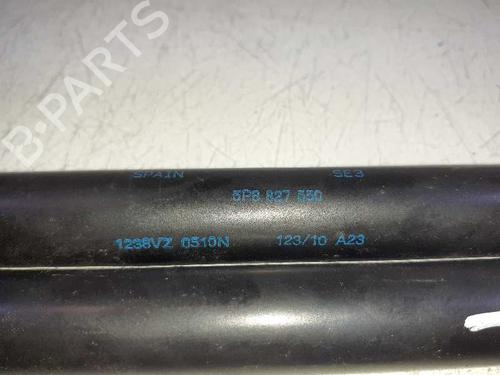 B-PARTS
SPAIN SE3
5P8 827 550
1238VZ 0510N 123/10 A23